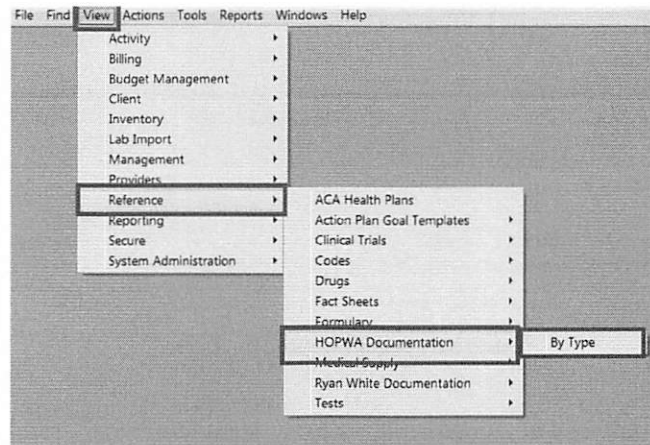 File Find View Actions Tools Reports Windows Help
Activity
Billing
Budget Management
Client
Inventory
Lab Import
Management
Providers
Reference
Reporting
Secure
System Administration
ACA Health Plans
Action Plan Goal Templates
Clinical Trials
Codes
Drugs
Fact Sheets
Formulary
HOPWA Documentation
By Type
Medical Supply
Ryan White Documentation
Tests